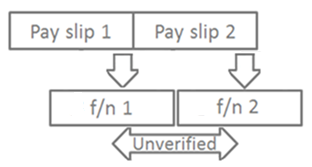 Pay slip 1 Pay slip 2
f/n 1 f/n 2
Unverified